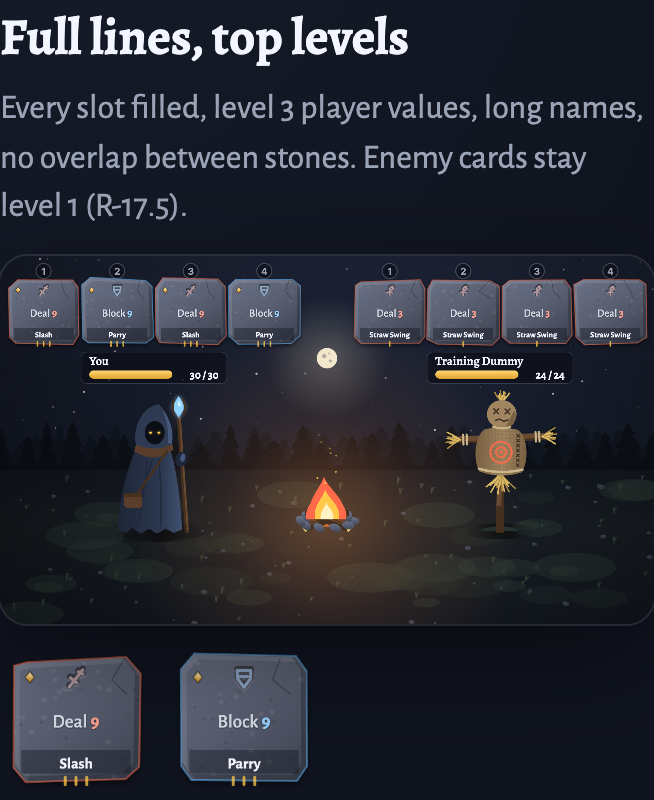 Full lines, top levels
Every slot filled, level 3 player values, long names,
no overlap between stones. Enemy cards stay
level 1 (R-17.5).
1 2 3 4 1 2 3 4
Deal 9 Block 9 Deal 9 Block 9 Deal 3 Deal 3 Deal 3 Deal 3
Slash Parry Slash Parry Straw Swing Straw Swing Straw Swing Straw Swing
You Training Dummy
30/30 24/24
Deal 9 Block 9
Slash Parry